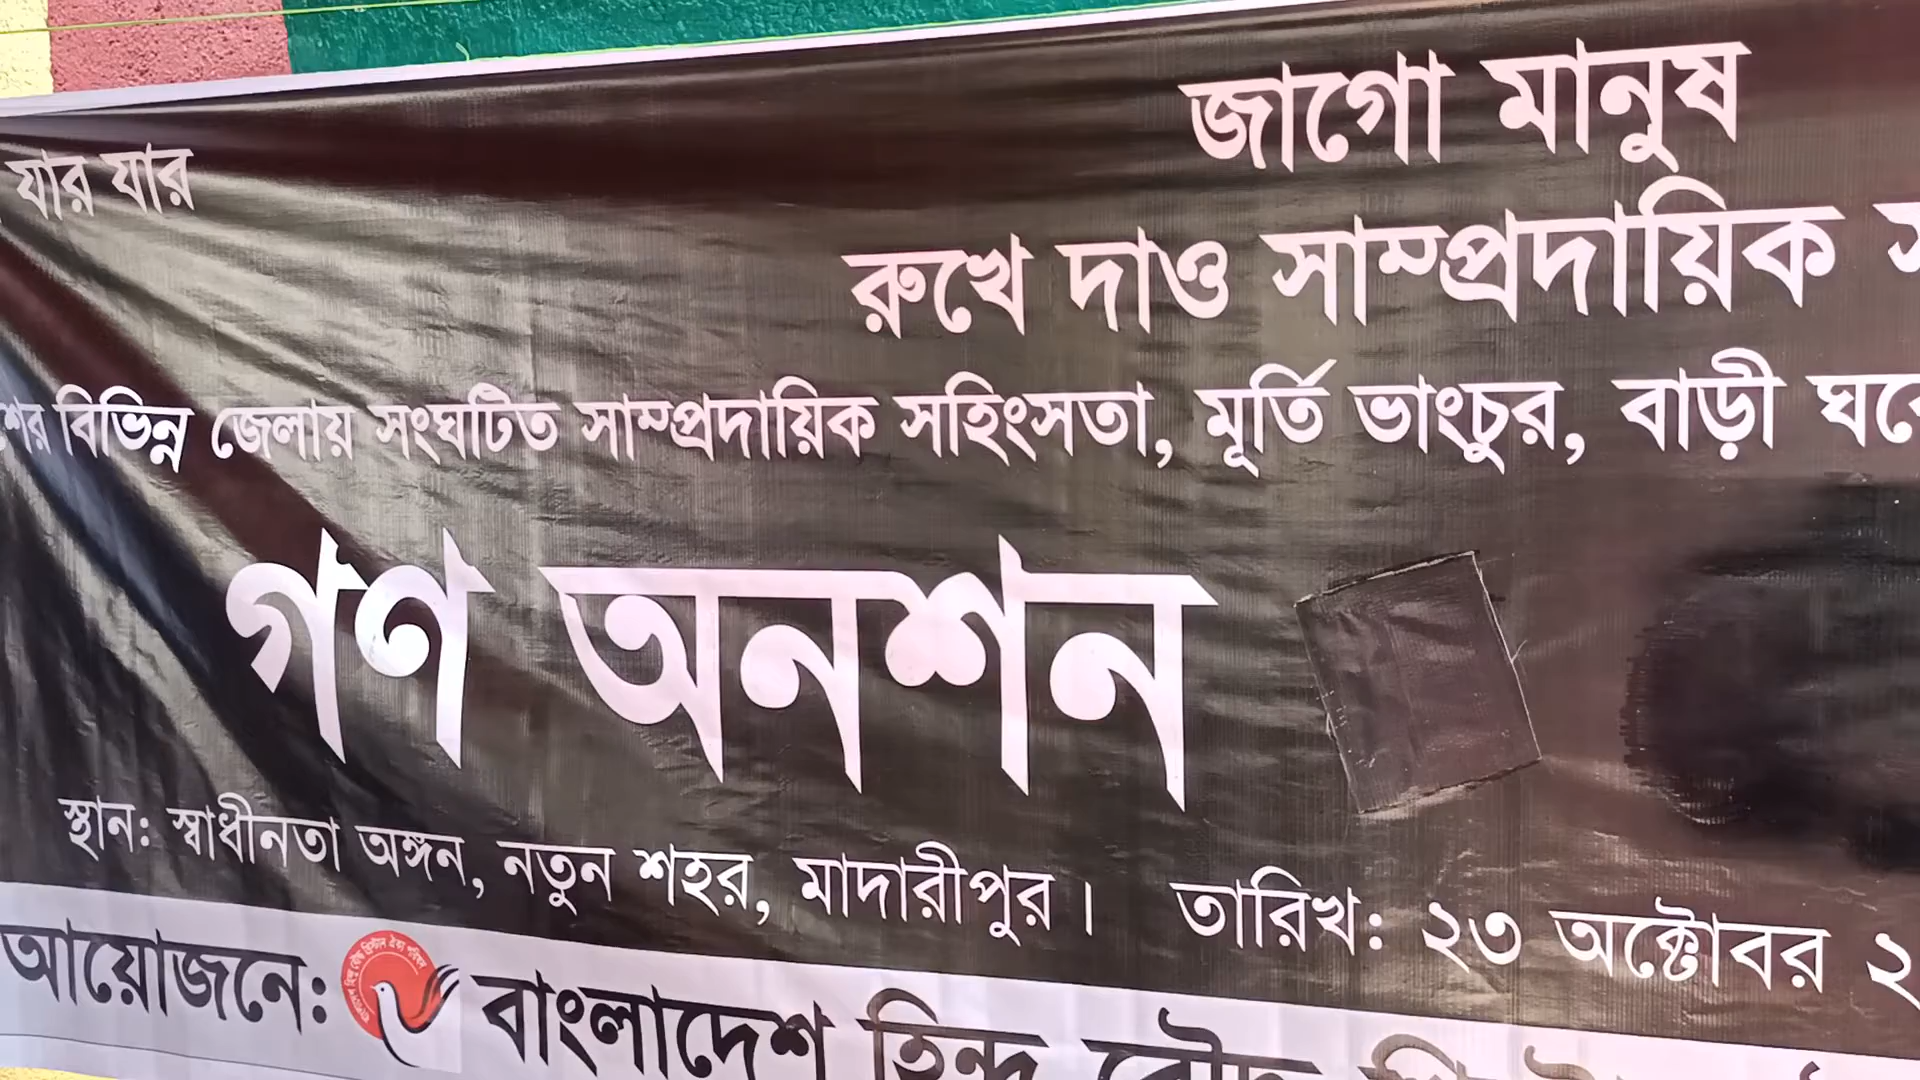 যার যার
জাগো মানুষ
রুখে দাও সাম্প্রদায়িক
বিভিন্ন জেলায় সংঘটিত সাম্প্রদায়িক সহিংসতা, মূর্তি ভাংচুর, বাড়ী
গণ অনশন
স্থান: স্বাধীনতা অঙ্গন, নতুন শহর, মাদারীপুর। তারিখ: ২৩ অক্টোবর
আয়োজনে: বাংলাদেশ হিন্দু বৌদ্ধ